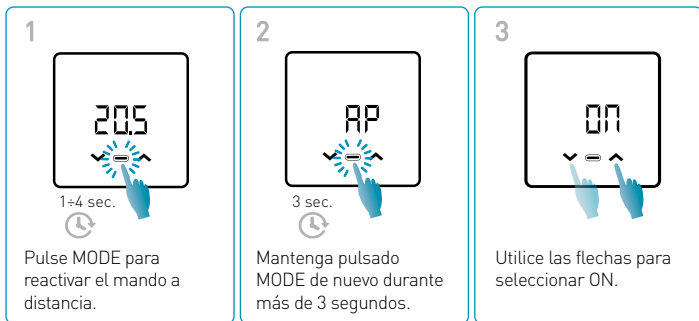 1
20.5
1÷4 sec.
Pulse MODE para
reactivar el mando a
distancia.
2
AP
3 sec.
Mantenga pulsado
MODE de nuevo durante
más de 3 segundos.
3
ON
Utilice las flechas para
seleccionar ON.